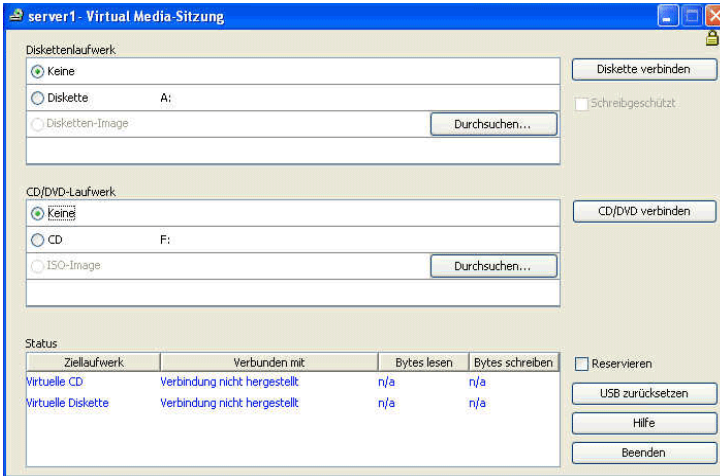 server1 - Virtual Media-Sitzung
Diskettenlaufwerk
Keine
Diskette verbinden
Diskette A:
Schreibgeschützt
Disketten-Image Durchsuchen...
CD/DVD-Laufwerk
Keine
CD/DVD verbinden
CD F:
ISO-Image Durchsuchen...
Status
Ziellaufwerk Verbunden mit Bytes lesen Bytes schreiben
Reservieren
Virtuelle CD Verbindung nicht hergestellt n/a n/a
USB zurücksetzen
Virtuelle Diskette Verbindung nicht hergestellt n/a n/a
Hilfe
Beenden